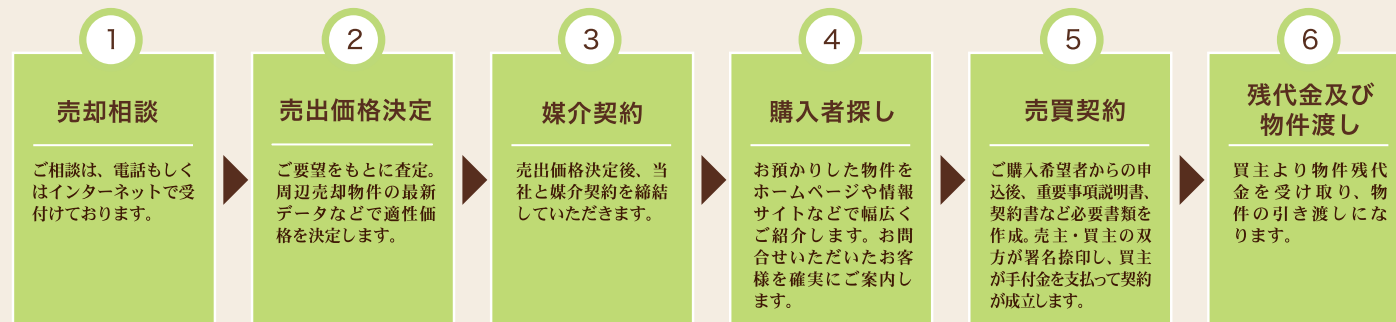 1
売却相談
ご相談は、電話もしく
はインターネットで受
付けております。
2
売出価格決定
ご要望をもとに査定。
周辺売却物件の最新
データなどで適性価
格を決定します。
3
媒介契約
売出価格決定後、当
社と媒介契約を締結
していただきます。
4
購入者探し
お預かりした物件を
ホームページや情報
サイトなどで幅広く
ご紹介します。お問
合せいただいたお客
様を確実にご案内し
ます。
5
売買契約
ご購入希望者からの申
込後、重要事項説明書、
契約書など必要書類を
作成。売主・買主の双
方が署名捺印し、買主
が手付金を支払って契約
が成立します。
6
残代金及び
物件渡し
買主より物件残代
金を受け取り、物
件の引き渡しにな
ります。